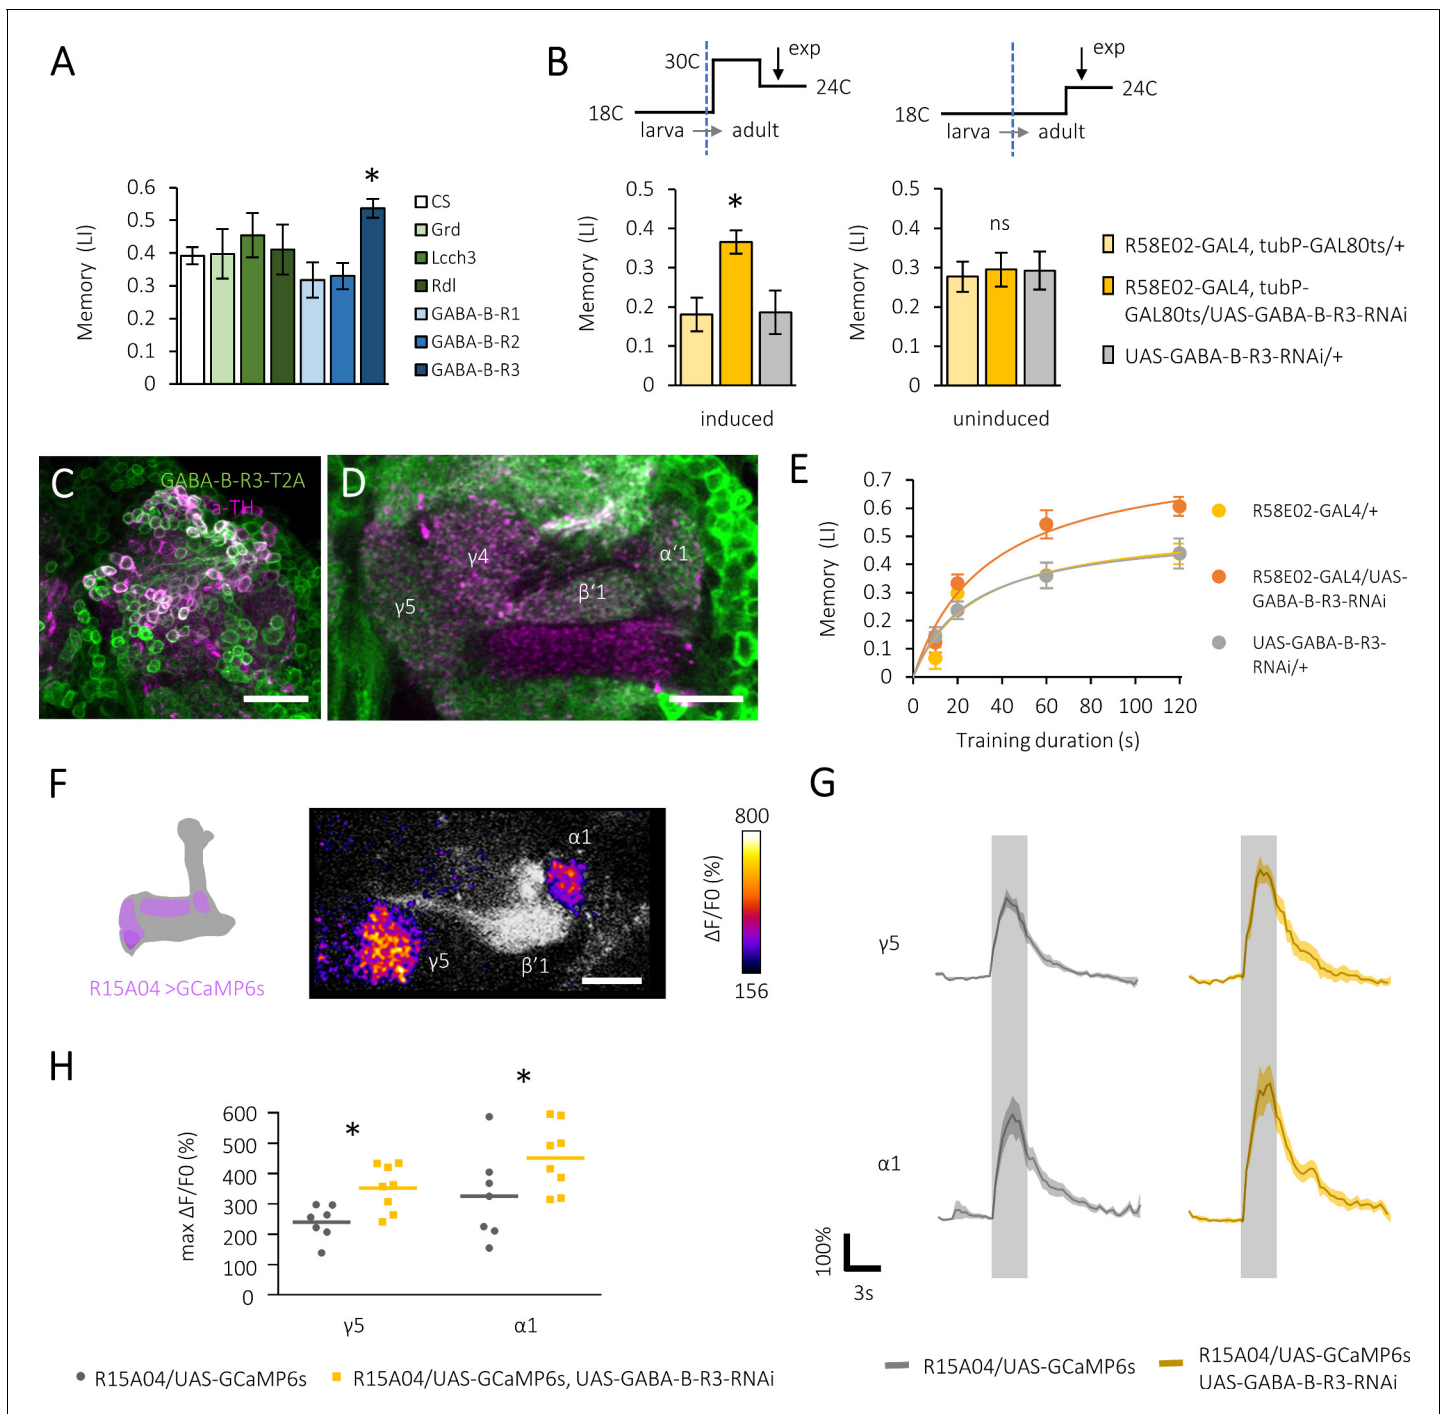 A
Memory (LI)
0.6
0.5
0.4
0.3
0.2
0.1
0
*
CS
Grd
Lcch3
Rdl
GABA-B-R1
GABA-B-R2
GABA-B-R3
B
30C
exp
18C
24C
larva
adult
exp
18C
24C
larva
adult
Memory (LI)
0.5
0.4
0.3
0.2
0.1
0
*
induced
Memory (LI)
0.5
0.4
0.3
0.2
0.1
0
ns
uninduced
R58E02-GAL4, tubP-GAL80ts/+
R58E02-GAL4, tubP-
GAL80ts/UAS-GABA-B-R3-RNAi
UAS-GABA-B-R3-RNAi/+
C
GABA-B-R3-T2A
a-TH
D
γ4
α‘1
β‘1
γ5
E
Memory (LI)
0.7
0.6
0.5
0.4
0.3
0.2
0.1
0
0 20 40 60 80 100 120
Training duration (s)
R58E02-GAL4/+
R58E02-GAL4/UAS-
GABA-B-R3-RNAi
UAS-GABA-B-R3-
RNAi/+
F
R15A04 >GCaMP6s
α1
γ5
β’1
800
ΔF/F0 (%)
156
G
γ5
α1
100%
3s
R15A04/UAS-GCaMP6s
R15A04/UAS-GCaMP6s
UAS-GABA-B-R3-RNAi
H
max ΔF/F0 (%)
600
500
400
300
200
100
0
*
*
γ5
α1
R15A04/UAS-GCaMP6s
R15A04/UAS-GCaMP6s, UAS-GABA-B-R3-RNAi